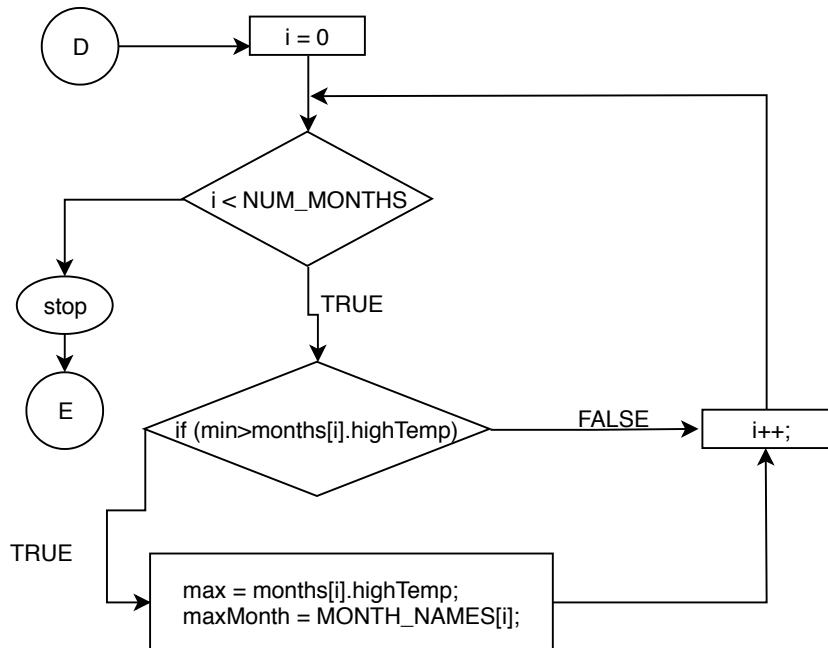 D
i = 0
i < NUM_MONTHS
stop
TRUE
E
if (min>months[i].highTemp)
FALSE
i++;
TRUE
max = months[i].highTemp;
maxMonth = MONTH_NAMES[i];